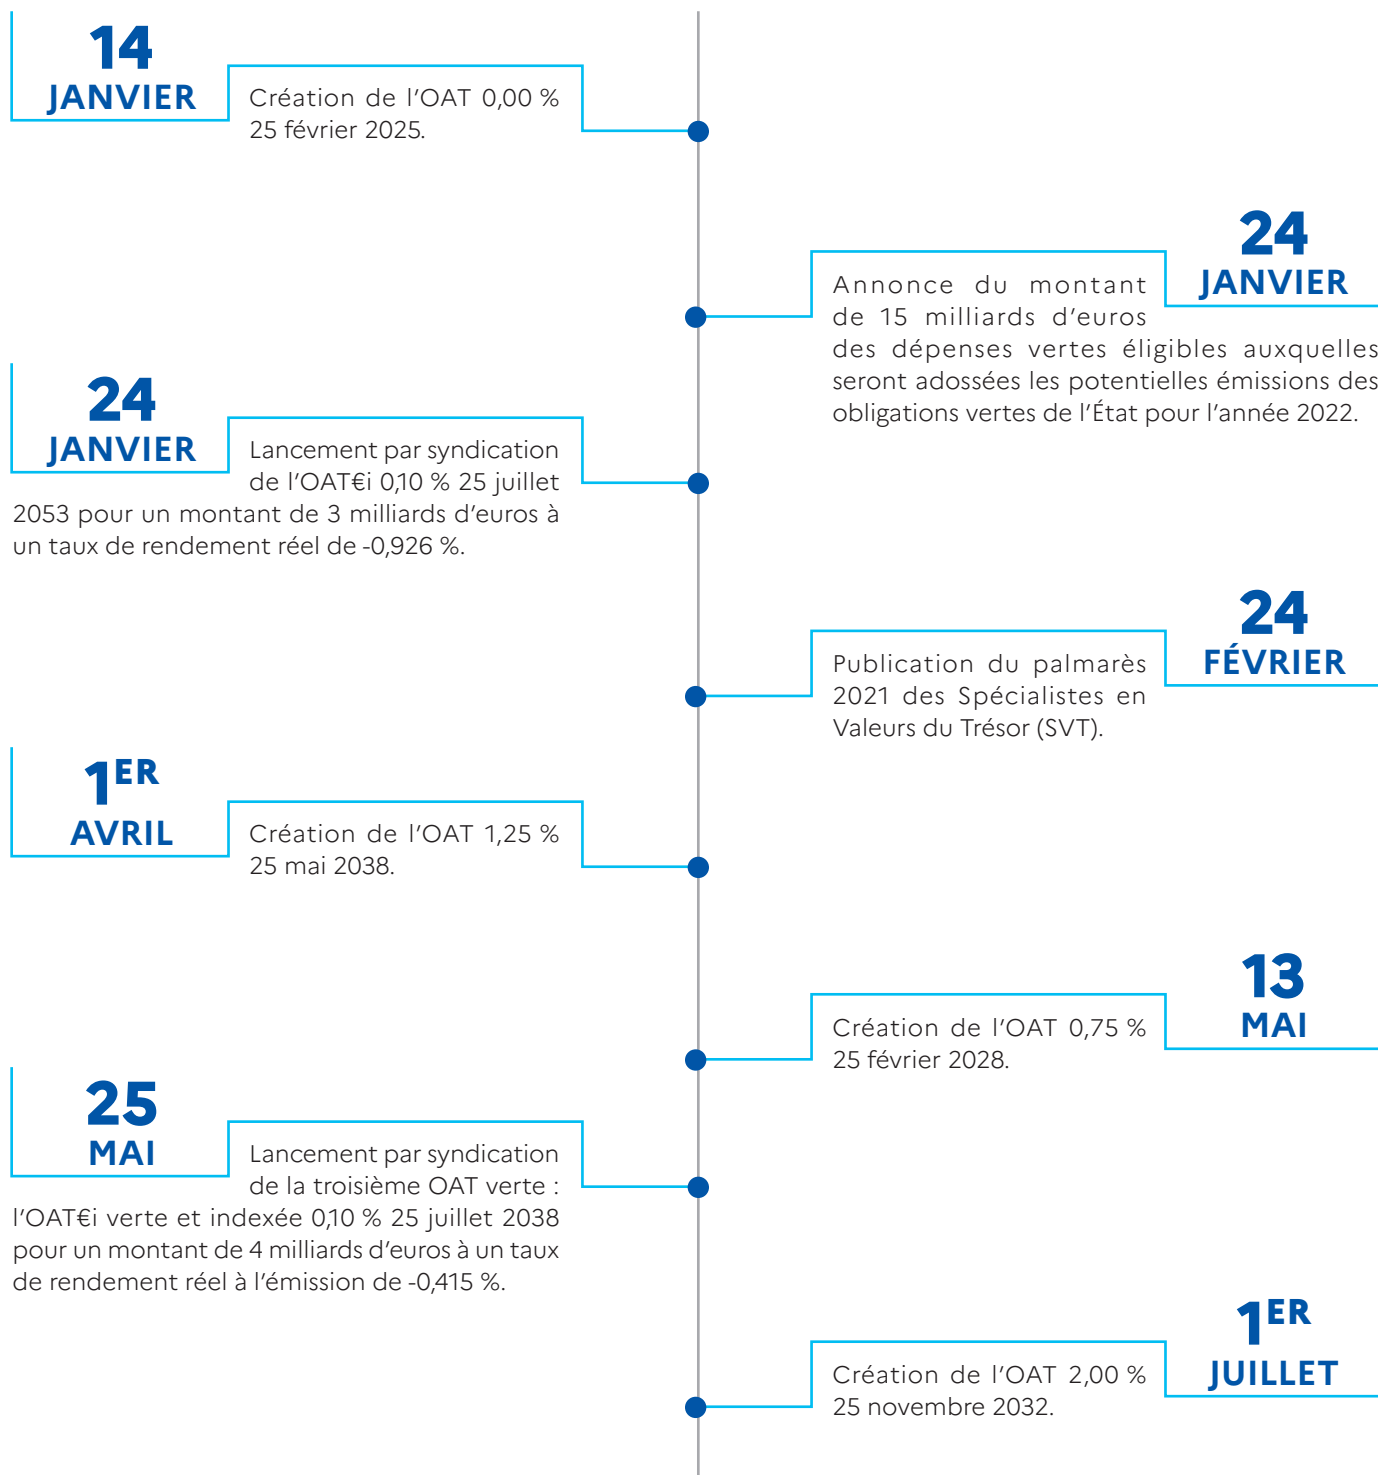 14
JANVIER
Création de l'OAT 0,00 %
25 février 2025.
24
JANVIER
Annonce du montant
de 15 milliards d'euros
des dépenses vertes éligibles auxquelles
seront adossées les potentielles émissions des
obligations vertes de l'État pour l'année 2022.
24
JANVIER
Lancement par syndication
de l'OAT€i 0,10 % 25 juillet
2053 pour un montant de 3 milliards d'euros à
un taux de rendement réel de -0,926 %.
24
FÉVRIER
Publication du palmarès
2021 des Spécialistes en
Valeurs du Trésor (SVT).
1ER
AVRIL
Création de l'OAT 1,25 %
25 mai 2038.
13
MAI
Création de l'OAT 0,75 %
25 février 2028.
25
MAI
Lancement par syndication
de la troisième OAT verte :
l'OAT€i verte et indexée 0,10 % 25 juillet 2038
pour un montant de 4 milliards d'euros à un taux
de rendement réel à l'émission de -0,415 %.
1ER
JUILLET
Création de l'OAT 2,00 %
25 novembre 2032.